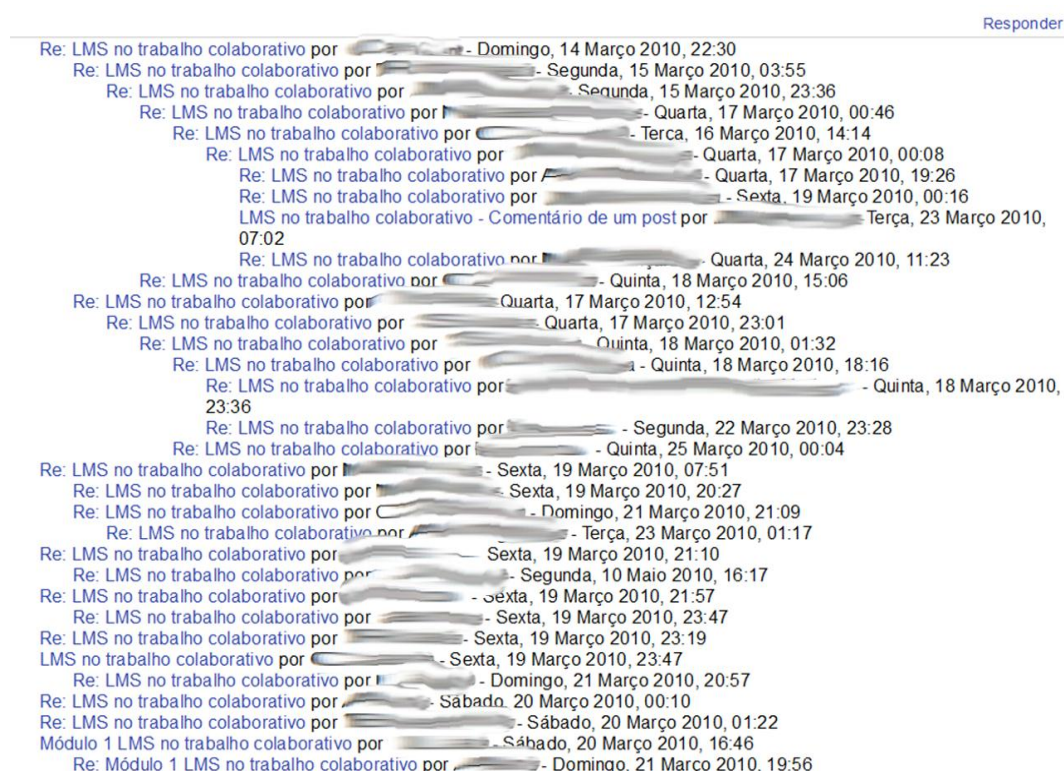 Responder
Re: LMS no trabalho colaborativo por - Domingo, 14 Março 2010, 22:30
Re: LMS no trabalho colaborativo por - Segunda, 15 Março 2010, 03:55
Re: LMS no trabalho colaborativo por Segunda, 15 Março 2010, 23:36
Re: LMS no trabalho colaborativo por - Quarta, 17 Março 2010, 00:46
Re: LMS no trabalho colaborativo por - Terca, 16 Março 2010, 14:14
Re: LMS no trabalho colaborativo por - Quarta, 17 Março 2010, 00:08
Re: LMS no trabalho colaborativo por - Quarta, 17 Março 2010, 19:26
Re: LMS no trabalho colaborativo por - Sexta, 19 Março 2010, 00:16
LMS no trabalho colaborativo - Comentário de um post por Terça, 23 Março 2010,
07:02
Re: LMS no trabalho colaborativo por - Quarta, 24 Março 2010, 11:23
Re: LMS no trabalho colaborativo por - Quinta, 18 Março 2010, 15:06
Re: LMS no trabalho colaborativo por Quarta, 17 Março 2010, 12:54
Re: LMS no trabalho colaborativo por - Quarta, 17 Março 2010, 23:01
Re: LMS no trabalho colaborativo por - Quinta, 18 Março 2010, 01:32
Re: LMS no trabalho colaborativo por - Quinta, 18 Março 2010, 18:16
Re: LMS no trabalho colaborativo por - Quinta, 18 Março 2010,
23:36
Re: LMS no trabalho colaborativo por - Segunda, 22 Março 2010, 23:28
Re: LMS no trabalho colaborativo por - Quinta, 25 Março 2010, 00:04
Re: LMS no trabalho colaborativo por - Sexta, 19 Março 2010, 07:51
Re: LMS no trabalho colaborativo por - Sexta, 19 Março 2010, 20:27
Re: LMS no trabalho colaborativo por - Domingo, 21 Março 2010, 21:09
Re: LMS no trabalho colaborativo por - Terça, 23 Março 2010, 01:17
Re: LMS no trabalho colaborativo por Sexta, 19 Março 2010, 21:10
Re: LMS no trabalho colaborativo por - Segunda, 10 Maio 2010, 16:17
Re: LMS no trabalho colaborativo por - Sexta, 19 Março 2010, 21:57
Re: LMS no trabalho colaborativo por - Sexta, 19 Março 2010, 23:47
Re: LMS no trabalho colaborativo por - Sexta, 19 Março 2010, 23:19
LMS no trabalho colaborativo por - Sexta, 19 Março 2010, 23:47
Re: LMS no trabalho colaborativo por - Domingo, 21 Março 2010, 20:57
Re: LMS no trabalho colaborativo por - Sábado, 20 Março 2010, 00:10
Re: LMS no trabalho colaborativo por - Sábado, 20 Março 2010, 01:22
Módulo 1 LMS no trabalho colaborativo por - Sábado, 20 Março 2010, 16:46
Re: Módulo 1 LMS no trabalho colaborativo por - Domingo, 21 Março 2010, 19:56